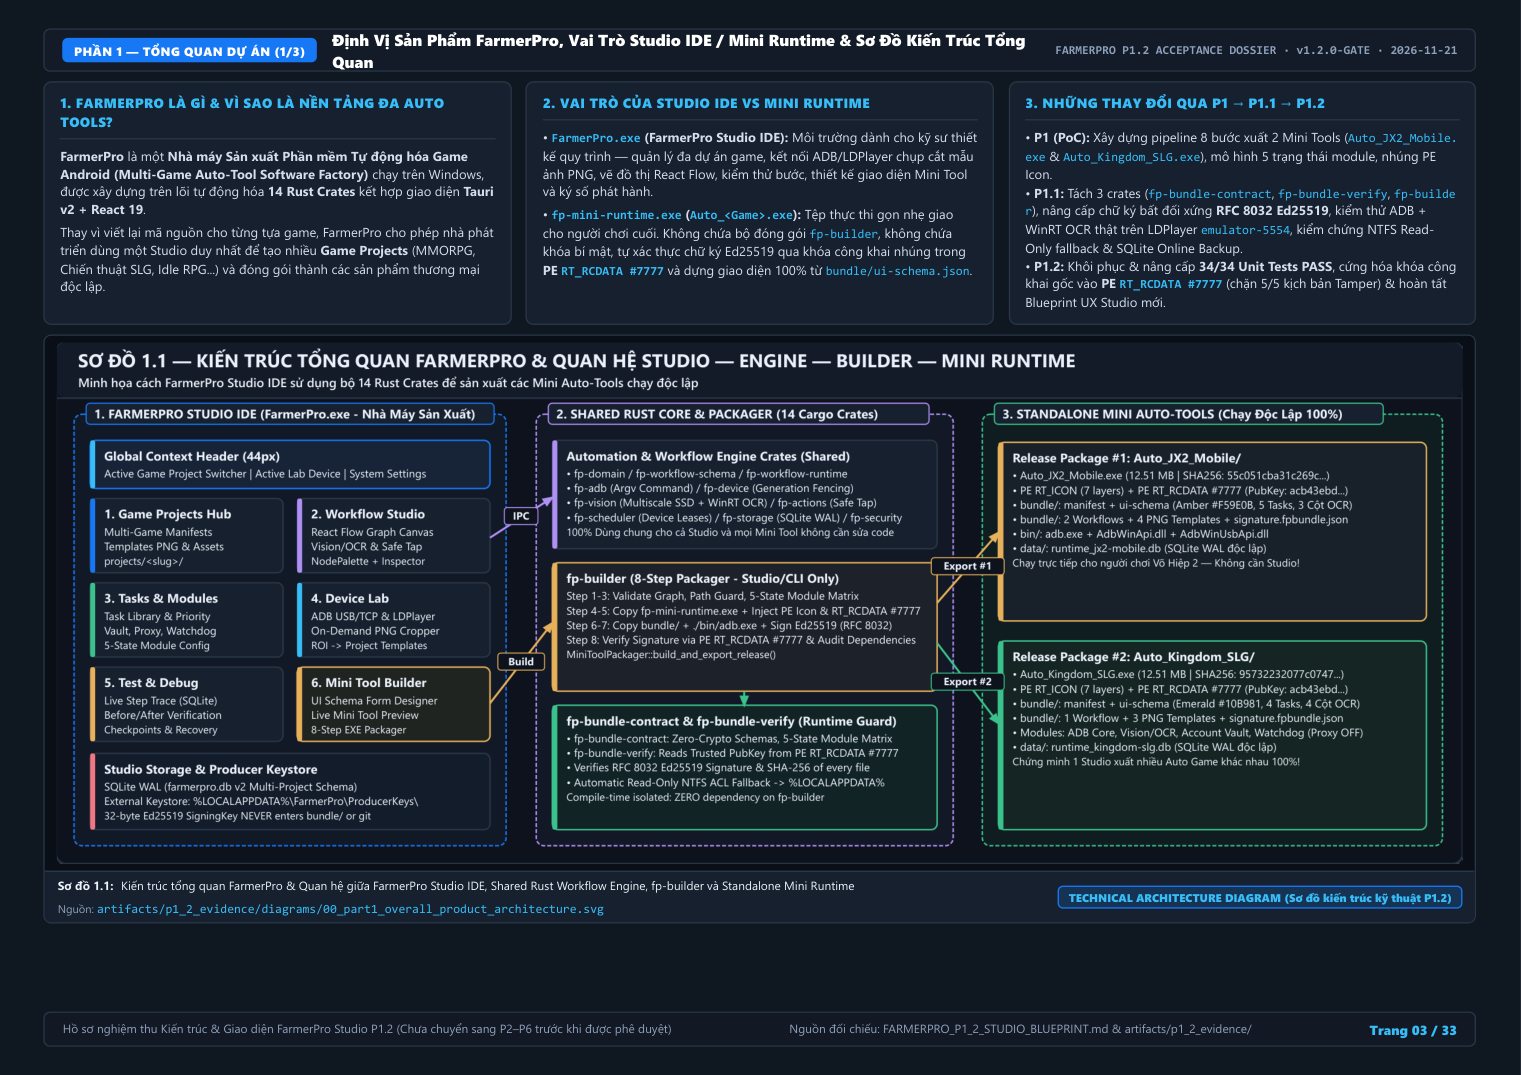 PHẦN 1 — TỔNG QUAN DỰ ÁN (1/3)
Định Vị Sản Phẩm FarmerPro, Vai Trò Studio IDE / Mini Runtime & Sơ Đồ Kiến Trúc Tổng
Quan
FARMERPRO P1.2 ACCEPTANCE DOSSIER · v1.2.0-GATE · 2026-11-21
1. FARMERPRO LÀ GÌ & VÌ SAO LÀ NỀN TẢNG ĐA AUTO
TOOLS?
FarmerPro là một Nhà máy Sản xuất Phần mềm Tự động hóa Game
Android (Multi-Game Auto-Tool Software Factory) chạy trên Windows,
được xây dựng trên lõi tự động hóa 14 Rust Crates kết hợp giao diện Tauri
v2 + React 19.
Thay vì viết lại mã nguồn cho từng tựa game, FarmerPro cho phép nhà phát
triển dùng một Studio duy nhất để tạo nhiều Game Projects (MMORPG,
Chiến thuật SLG, Idle RPG...) và đóng gói thành các sản phẩm thương mại
độc lập.
2. VAI TRÒ CỦA STUDIO IDE VS MINI RUNTIME
• FarmerPro.exe (FarmerPro Studio IDE): Môi trường dành cho kỹ sư thiết
kế quy trình — quản lý đa dự án game, kết nối ADB/LDPlayer chụp cắt mẫu
ảnh PNG, vẽ đồ thị React Flow, kiểm thử bước, thiết kế giao diện Mini Tool
và ký số phát hành.
• fp-mini-runtime.exe (Auto_<Game>.exe): Tệp thực thi gọn nhẹ giao
cho người chơi cuối. Không chứa bộ đóng gói fp-builder, không chứa
khóa bí mật, tự xác thực chữ ký Ed25519 qua khóa công khai nhúng trong
PE RT_RCDATA #7777 và dựng giao diện 100% từ bundle/ui-schema.json.
3. NHỮNG THAY ĐỔI QUA P1 → P1.1 → P1.2
• P1 (PoC): Xây dựng pipeline 8 bước xuất 2 Mini Tools (Auto_JX2_Mobile.
exe & Auto_Kingdom_SLG.exe), mô hình 5 trạng thái module, nhúng PE
Icon.
• P1.1: Tách 3 crates (fp-bundle-contract, fp-bundle-verify, fp-builde
r), nâng cấp chữ ký bất đối xứng RFC 8032 Ed25519, kiểm thử ADB +
WinRT OCR thật trên LDPlayer emulator-5554, kiểm chứng NTFS Read-
Only fallback & SQLite Online Backup.
• P1.2: Khôi phục & nâng cấp 34/34 Unit Tests PASS, cứng hóa khóa công
khai gốc vào PE RT_RCDATA #7777 (chặn 5/5 kịch bản Tamper) & hoàn tất
Blueprint UX Studio mới.
SƠ ĐỒ 1.1 — KIẾN TRÚC TỔNG QUAN FARMERPRO & QUAN HỆ STUDIO — ENGINE — BUILDER — MINI RUNTIME
Minh họa cách FarmerPro Studio IDE sử dụng bộ 14 Rust Crates để sản xuất các Mini Auto-Tools chạy độc lập
1. FARMERPRO STUDIO IDE (FarmerPro.exe - Nhà Máy Sản Xuất)
Global Context Header (44px)
Active Game Project Switcher | Active Lab Device | System Settings
1. Game Projects Hub
Multi-Game Manifests
Templates PNG & Assets
projects/<slug>/
2. Workflow Studio
React Flow Graph Canvas
Vision/OCR & Safe Tap
NodePalette + Inspector
3. Tasks & Modules
Task Library & Priority
Vault, Proxy, Watchdog
5-State Module Config
4. Device Lab
ADB USB/TCP & LDPlayer
On-Demand PNG Cropper
ROI -> Project Templates
5. Test & Debug
Live Step Trace (SQLite)
Before/After Verification
Checkpoints & Recovery
6. Mini Tool Builder
UI Schema Form Designer
Live Mini Tool Preview
8-Step EXE Packager
Studio Storage & Producer Keystore
SQLite WAL (farmerpro.db v2 Multi-Project Schema)
External Keystore: %LOCALAPPDATA%\FarmerPro\ProducerKeys\
32-byte Ed25519 SigningKey NEVER enters bundle/ or git
IPC
Build
2. SHARED RUST CORE & PACKAGER (14 Cargo Crates)
Automation & Workflow Engine Crates (Shared)
• fp-domain / fp-workflow-schema / fp-workflow-runtime
• fp-adb (Argv Command) / fp-device (Generation Fencing)
• fp-vision (Multiscale SSD + WinRT OCR) / fp-actions (Safe Tap)
• fp-scheduler (Device Leases) / fp-storage (SQLite WAL) / fp-security
100% Dùng chung cho cả Studio và mọi Mini Tool không cần sửa code
fp-builder (8-Step Packager - Studio/CLI Only)
Step 1-3: Validate Graph, Path Guard, 5-State Module Matrix
Step 4-5: Copy fp-mini-runtime.exe + Inject PE Icon & RT_RCDATA #7777
Step 6-7: Copy bundle/ + ./bin/adb.exe + Sign Ed25519 (RFC 8032)
Step 8: Verify Signature via PE RT_RCDATA #7777 & Audit Dependencies
MiniToolPackager::build_and_export_release()
fp-bundle-contract & fp-bundle-verify (Runtime Guard)
• fp-bundle-contract: Zero-Crypto Schemas, 5-State Module Matrix
• fp-bundle-verify: Reads Trusted PubKey from PE RT_RCDATA #7777
• Verifies RFC 8032 Ed25519 Signature & SHA-256 of every file
• Automatic Read-Only NTFS ACL Fallback -> %LOCALAPPDATA%
Compile-time isolated: ZERO dependency on fp-builder
Export #1
Export #2
3. STANDALONE MINI AUTO-TOOLS (Chạy Độc Lập 100%)
Release Package #1: Auto_JX2_Mobile/
• Auto_JX2_Mobile.exe (12.51 MB | SHA256: 55c051cba31c269c...)
• PE RT_ICON (7 layers) + PE RT_RCDATA #7777 (PubKey: acb43ebd...)
• bundle/: manifest + ui-schema (Amber #F59E0B, 5 Tasks, 3 Cột OCR)
• bundle/: 2 Workflows + 4 PNG Templates + signature.fpbundle.json
• bin/: adb.exe + AdbWinApi.dll + AdbWinUsbApi.dll
• data/: runtime_jx2-mobile.db (SQLite WAL độc lập)
Chạy trực tiếp cho người chơi Võ Hiệp 2 — Không cần Studio!
Release Package #2: Auto_Kingdom_SLG/
• Auto_Kingdom_SLG.exe (12.51 MB | SHA256: 95732232077c0747...)
• PE RT_ICON (7 layers) + PE RT_RCDATA #7777 (PubKey: acb43ebd...)
• bundle/: manifest + ui-schema (Emerald #10B981, 4 Tasks, 4 Cột OCR)
• bundle/: 1 Workflow + 3 PNG Templates + signature.fpbundle.json
• Modules: ADB Core, Vision/OCR, Account Vault, Watchdog (Proxy OFF)
• data/: runtime_kingdom-slg.db (SQLite WAL độc lập)
Chứng minh 1 Studio xuất nhiều Auto Game khác nhau 100%!
Sơ đồ 1.1: Kiến trúc tổng quan FarmerPro & Quan hệ giữa FarmerPro Studio IDE, Shared Rust Workflow Engine, fp-builder và Standalone Mini Runtime
Nguồn: artifacts/p1_2_evidence/diagrams/00_part1_overall_product_architecture.svg
TECHNICAL ARCHITECTURE DIAGRAM (Sơ đồ kiến trúc kỹ thuật P1.2)
Hồ sơ nghiệm thu Kiến trúc & Giao diện FarmerPro Studio P1.2 (Chưa chuyển sang P2–P6 trước khi được phê duyệt)
Nguồn đối chiếu: FARMERPRO_P1_2_STUDIO_BLUEPRINT.md & artifacts/p1_2_evidence/
Trang 03 / 33